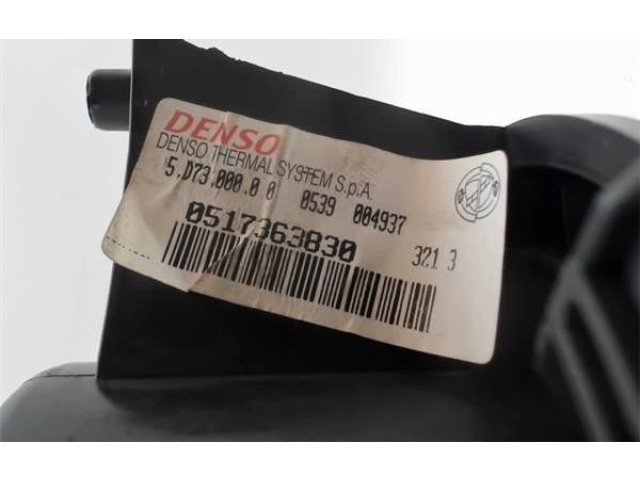 DENSO
DENSO THERMAL SYSTEM S.p.A.
5.D73.000.0 0 0539 004937
0517363830
321 3